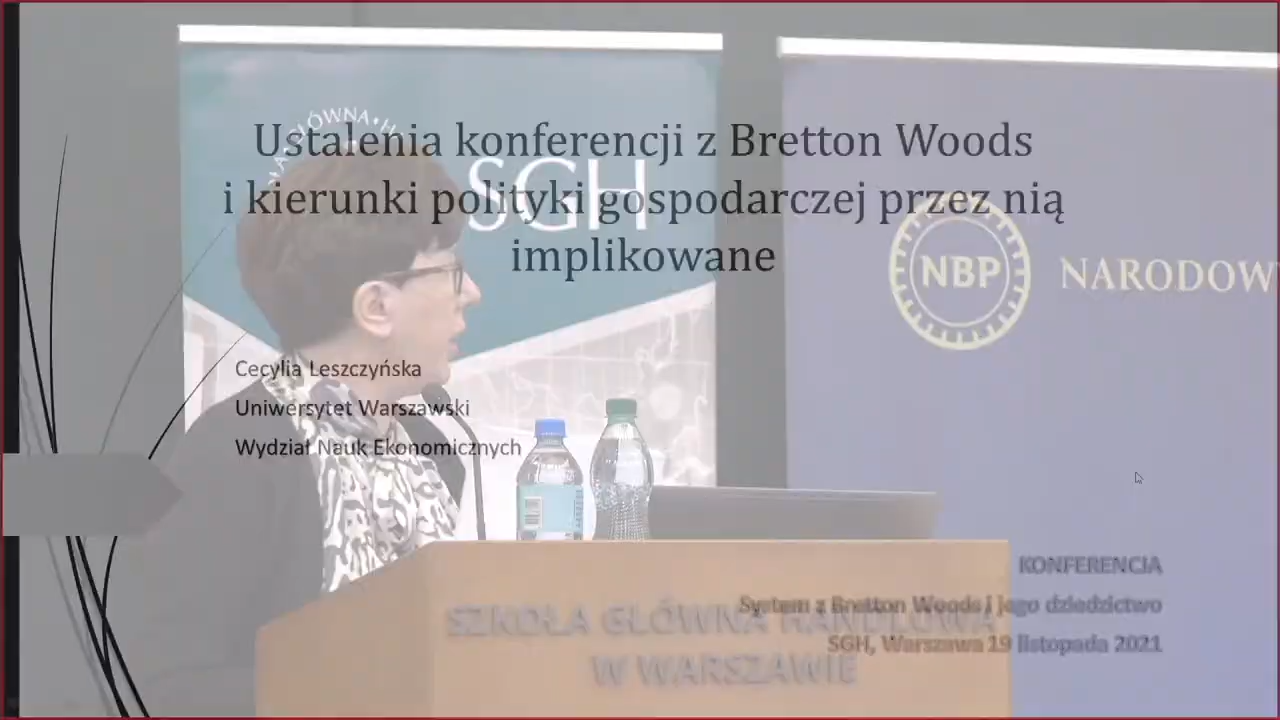 Ustalenia konferencji z Bretton Woods
i kierunki polityki gospodarczej przez nią
implikowane
SGH
NBP
NARODOW
Cecylia Leszczyńska
Uniwersytet Warszawski
Wydział Nauk Ekonomicznych
KONFERENCJA
System z Bretton Woods i jego dziedzictwo
SGH, Warszawa 19 listopada 2021
SZKOŁA GŁÓWNA HANDLOWA
W WARSZAWIE